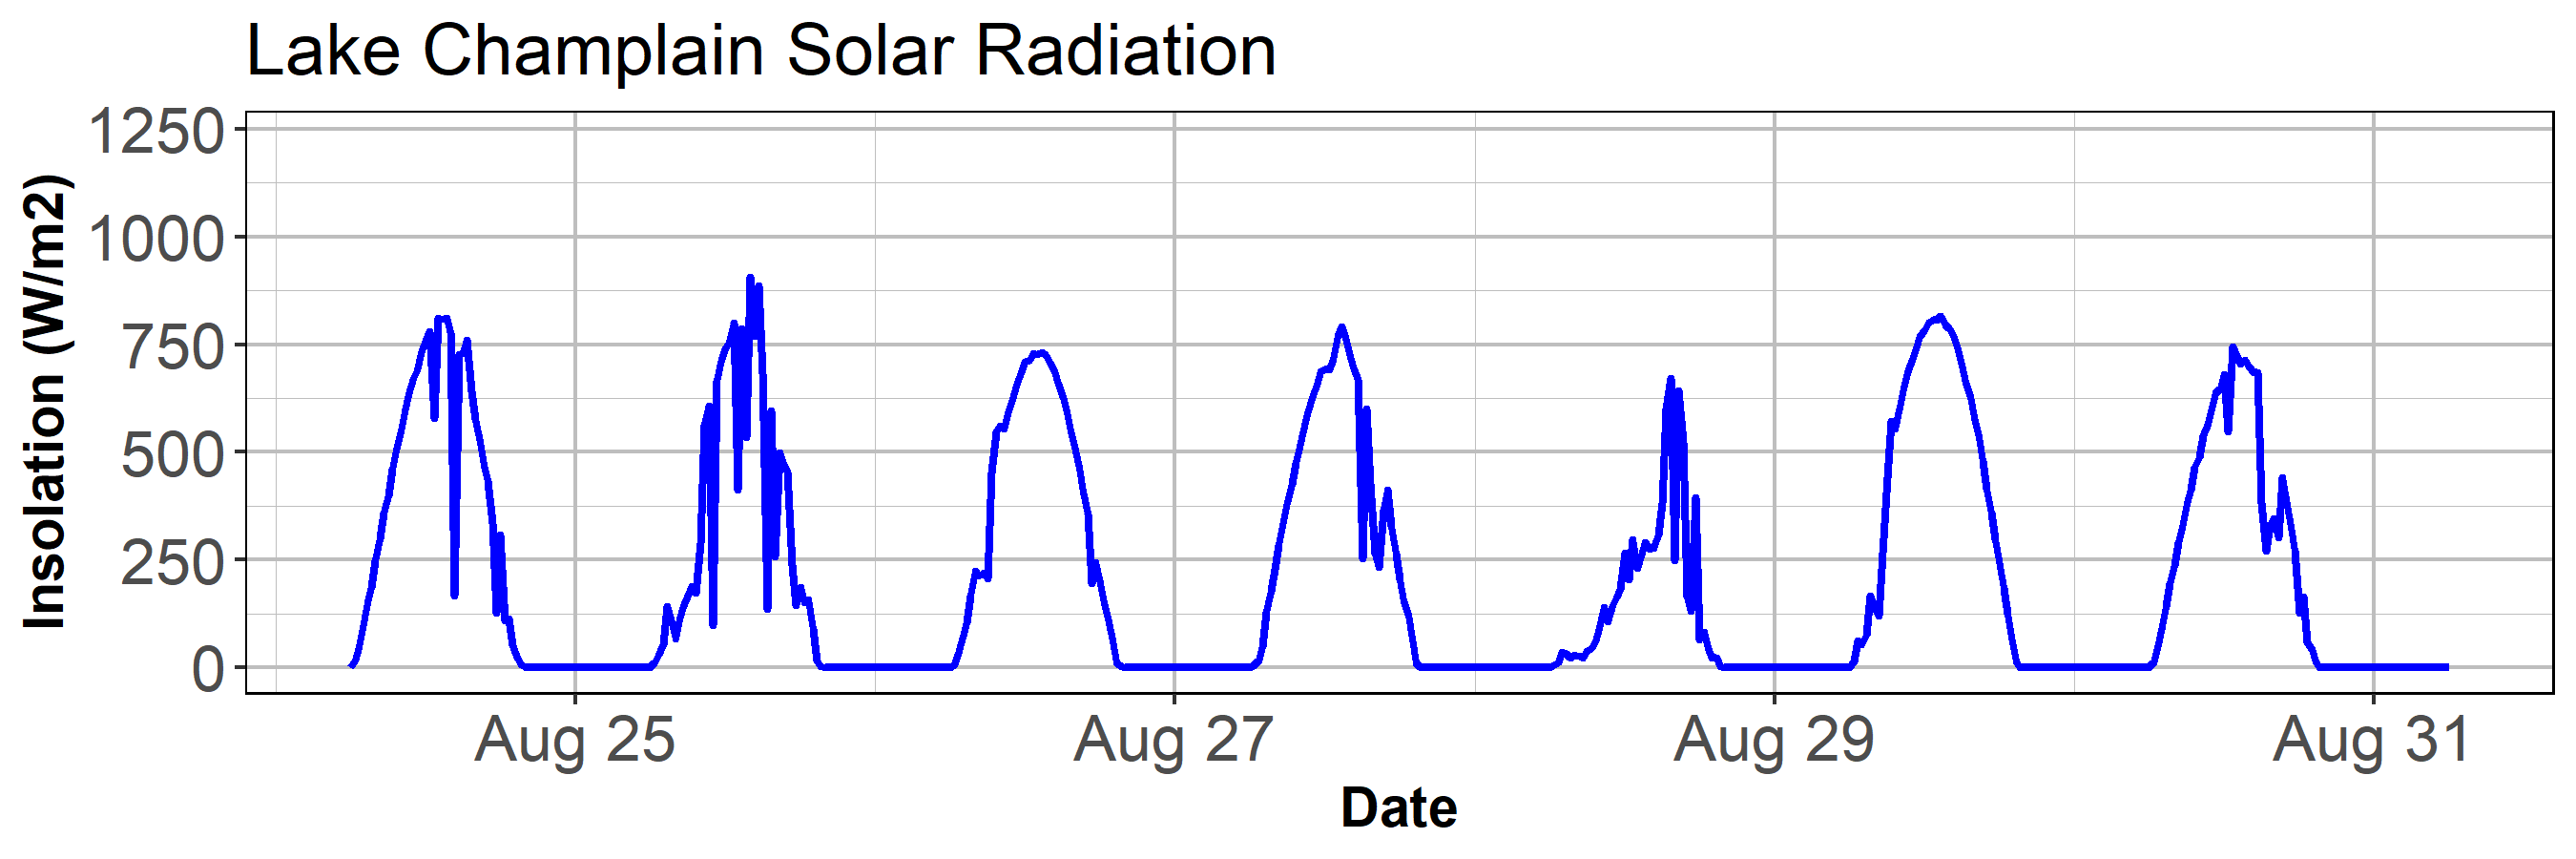 Lake Champlain Solar Radiation
1250
1000
750
500
250
0
Insolation (W/m2)
Aug 25 Aug 27 Aug 29 Aug 31
Date